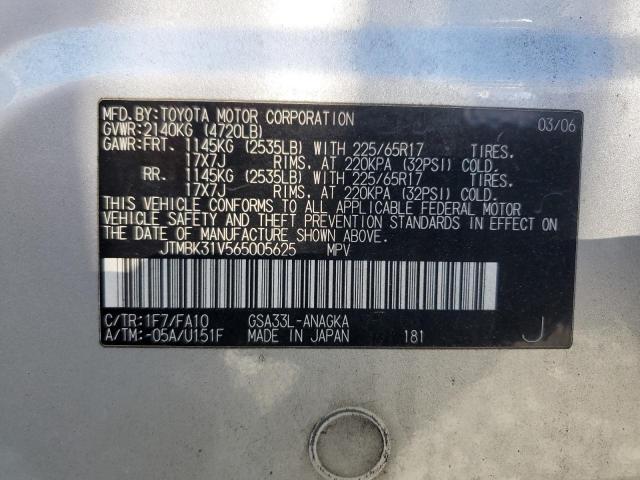 MFD.BY:TOYOTA MOTOR CORPORATION 03/06
GVWR:2140KG (4720LB)
GAWR:FRT. 1145KG (2535LB) WITH 225/65R17 TIRES.
17X7J RIMS, AT 220KPA (32PSI) COLD.
RR. 1145KG (2535LB) WITH 225/65R17 TIRES.
17X7J RIMS, AT 220KPA (32PSI) COLD.
THIS VEHICLE CONFORMS TO ALL APPLICABLE FEDERAL MOTOR
VEHICLE SAFETY AND THEFT PREVENTION STANDARDS IN EFFECT ON
THE DATE OF MANUFACTURE SHOWN ABOVE.
JTMBK31V565005625 MPV
C/TR:1F7/FA10 GSA33L-ANAGKA
A/TM:-05A/U151F MADE IN JAPAN 181 J